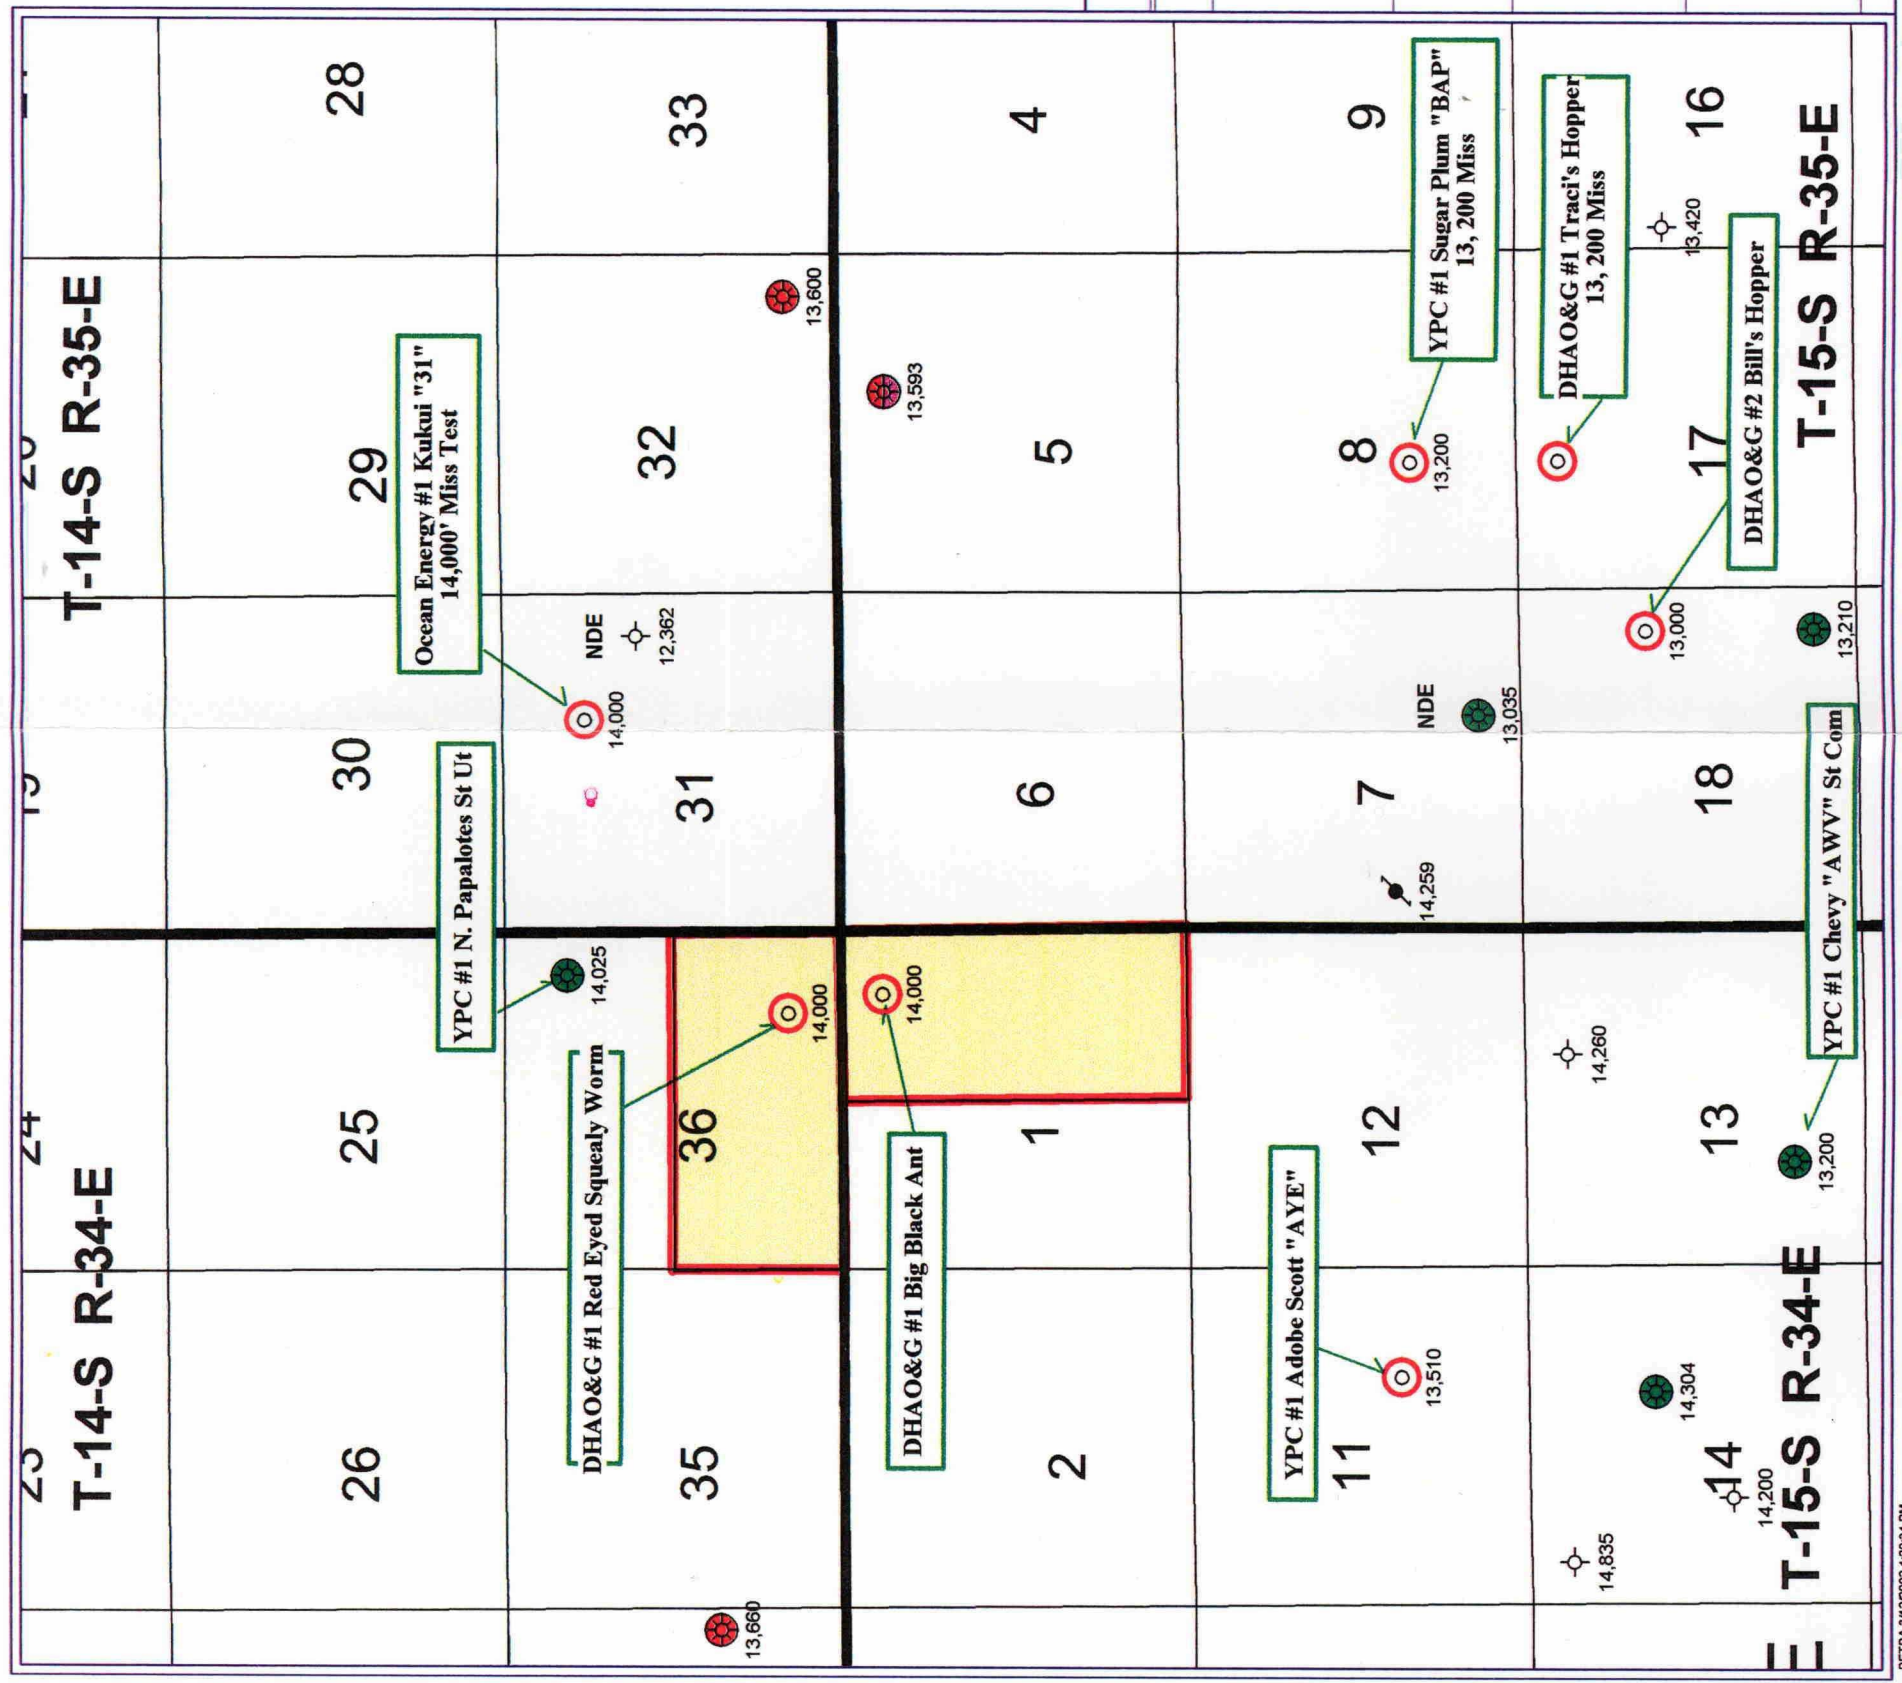 T-14-S R-34-E
T-14-S R-35-E
26
25
30
29
28
YPC #1 N. Papalotes St Ut
Ocean Energy #1 Kukui "31"
14,000' Miss Test
14,025
14,000
NDE
12,362
DHAO&G #1 Red Eyed Squealy Worm
35
36
31
32
33
13,660
14,000
13,600
DHAO&G #1 Big Black Ant
14,000
13,593
2
1
6
5
4
YPC #1 Adobe Scott "AYE"
11
12
7
8
9
13,510
14,259
NDE
13,035
13,200
YPC #1 Sugar Plum "BAP"
13, 200 Miss
DHAO&G #1 Traci's Hopper
13, 200 Miss
14,835
14,260
14,304
13,000
13,420
14
13
18
17
16
14,200
13,200
YPC #1 Chevy "AWV" St Com
13,210
DHAO&G #2 Bill's Hopper
E
T-15-S R-34-E
T-15-S R-35-E